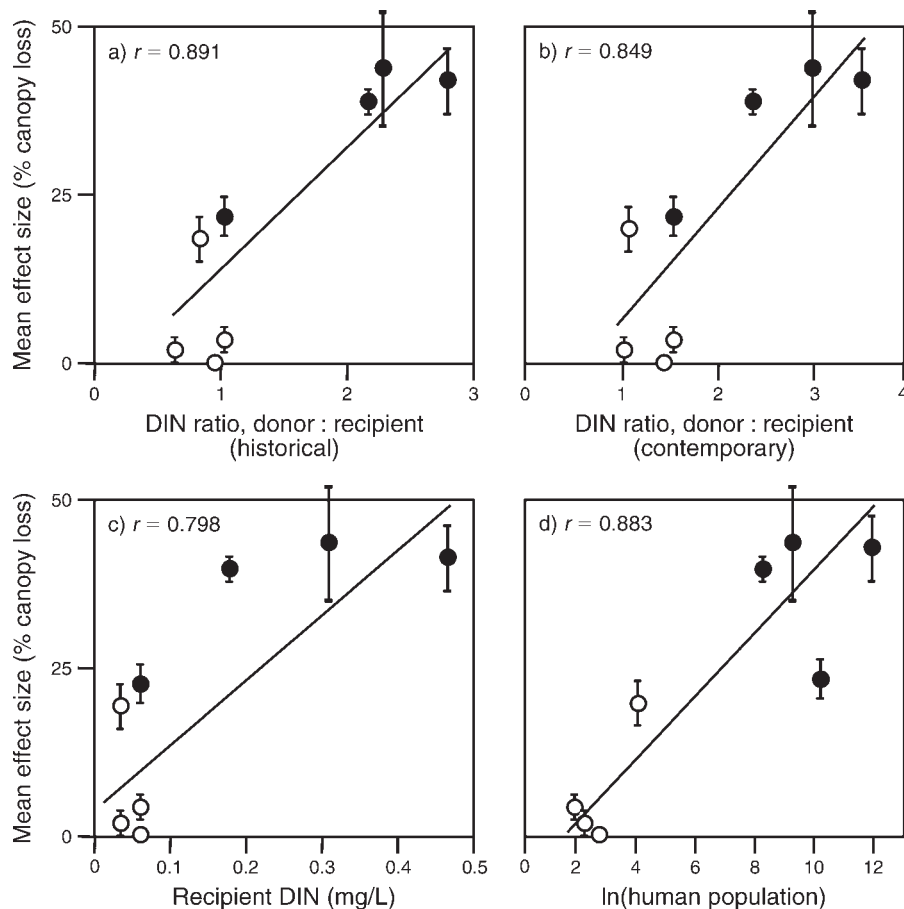 a) r = 0.891
b) r = 0.849
50
25
0
Mean effect size (% canopy loss)
0 1 2 3
0 1 2 3 4
DIN ratio, donor : recipient
(historical)
DIN ratio, donor : recipient
(contemporary)
c) r = 0.798
d) r = 0.883
50
25
0
Mean effect size (% canopy loss)
0 0.1 0.2 0.3 0.4 0.5
0 2 4 6 8 10 12
Recipient DIN (mg/L)
ln(human population)